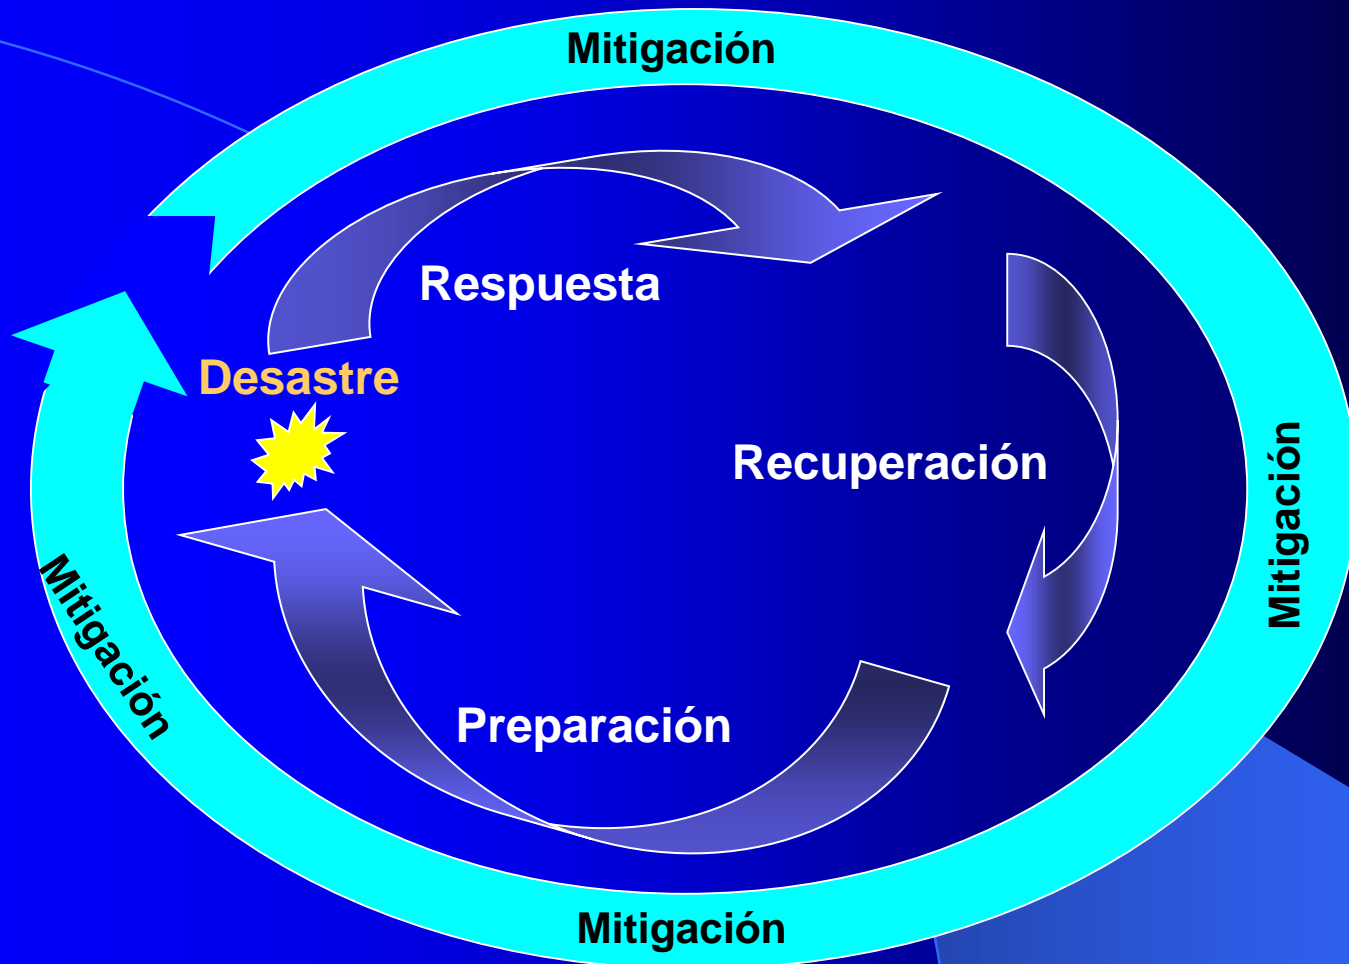 Mitigación
Respuesta
Desastre
Recuperación
Mitigación
Mitigación
Preparación
Mitigación